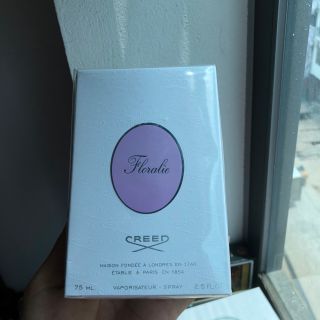 Floralie
CREED
MAISON FONDÉE À LONDRES EN 1760
ÉTABLIE À PARIS EN 1854
75 ML VAPORISATEUR - SPRAY 2.5 FL.OZ